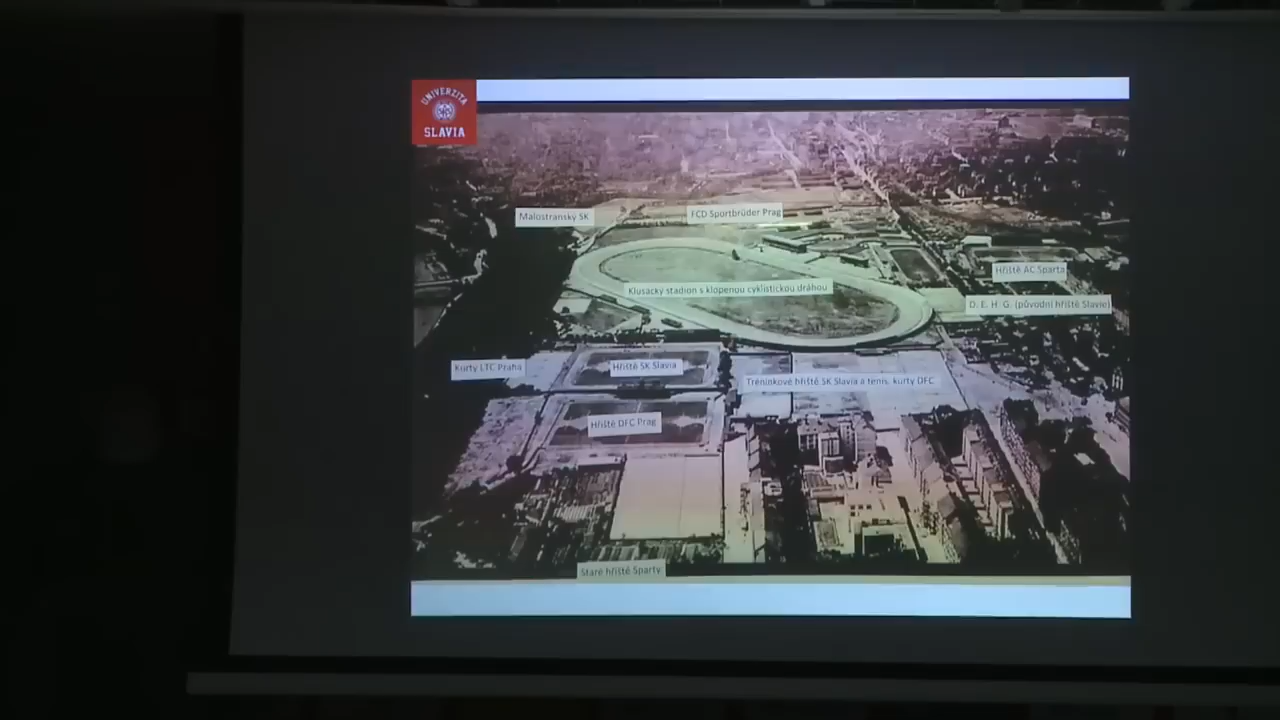 UNIVERZITA
SLAVIA
Malostranský SK
FCD Sportbrüder Prag
Hřiště AC Sparta
Klusácký stadion s klopenou cyklistickou dráhou
D. E. H. G. (původní hřiště Slavie)
Kurty LTC Praha
Hřiště SK Slavia
Tréninkové hřiště SK Slavia a tenis. kurty DFC
Hřiště DFC Prag
Staré hřiště Sparty